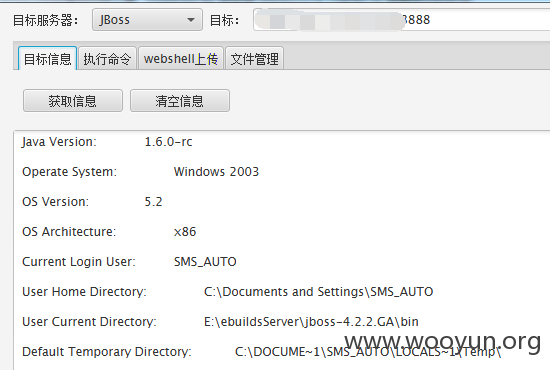 目标服务器： JBoss 目标： 8888
目标信息 执行命令 webshell上传 文件管理
获取信息 清空信息
Java Version: 1.6.0-rc
Operate System: Windows 2003
OS Version: 5.2
OS Architecture: x86
Current Login User: SMS_AUTO
User Home Directory: C:\Documents and Settings\SMS_AUTO
User Current Directory: E:\ebuildsServer\jboss-4.2.2.GA\bin
Default Temporary Directory: C:\DOCUME~1\SMS_AUTO\LOCALS~1\Temp\
www.wooyun.org